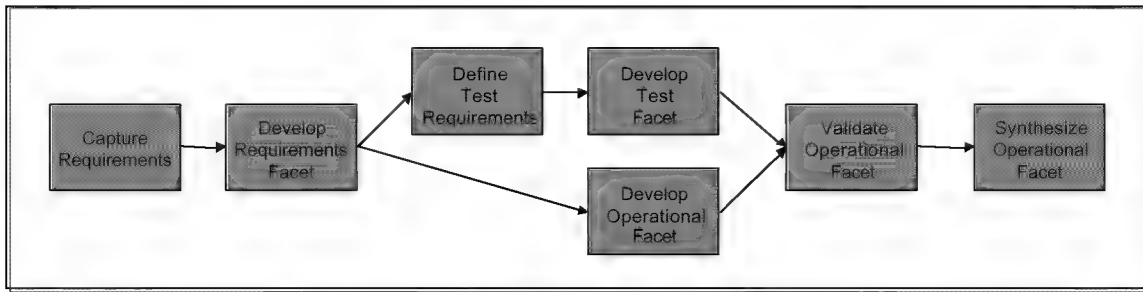 Capture
Requirements
Develop
Requirements
Facet
Define
Test
Requirements
Develop
Test
Facet
Develop
Operational
Facet
Validate
Operational
Facet
Synthesize
Operational
Facet